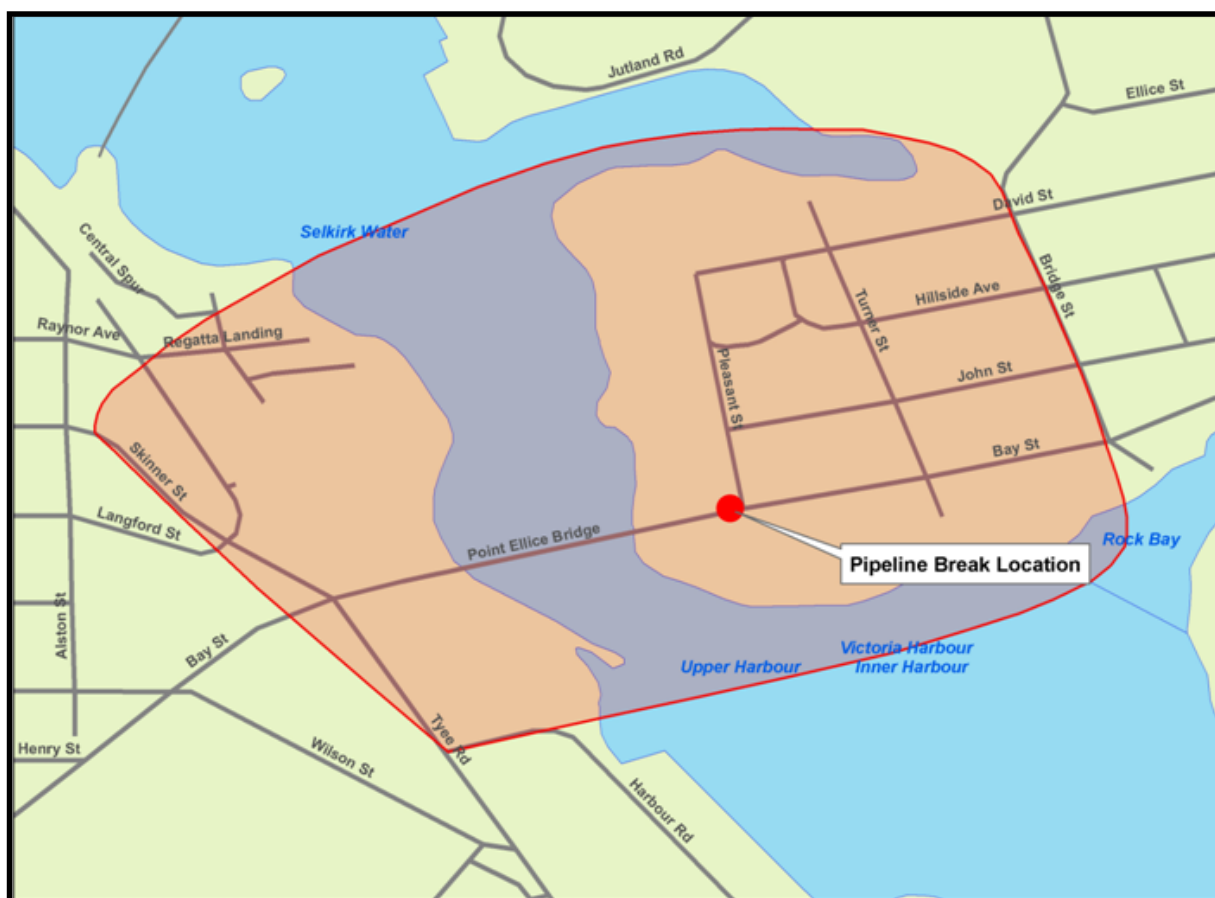 Jutland Rd
Ellice St
David St
Selkirk Water
Central Spur
Bridge St
Hillside Ave
Turner St
Raynor Ave
Regatta Landing
Pleasant St
John St
Bay St
Skinner St
Langford St
Point Ellice Bridge
Rock Bay
Pipeline Break Location
Alston St
Bay St
Upper Harbour
Victoria Harbour
Inner Harbour
Tyee Rd
Henry St
Wilson St
Harbour Rd